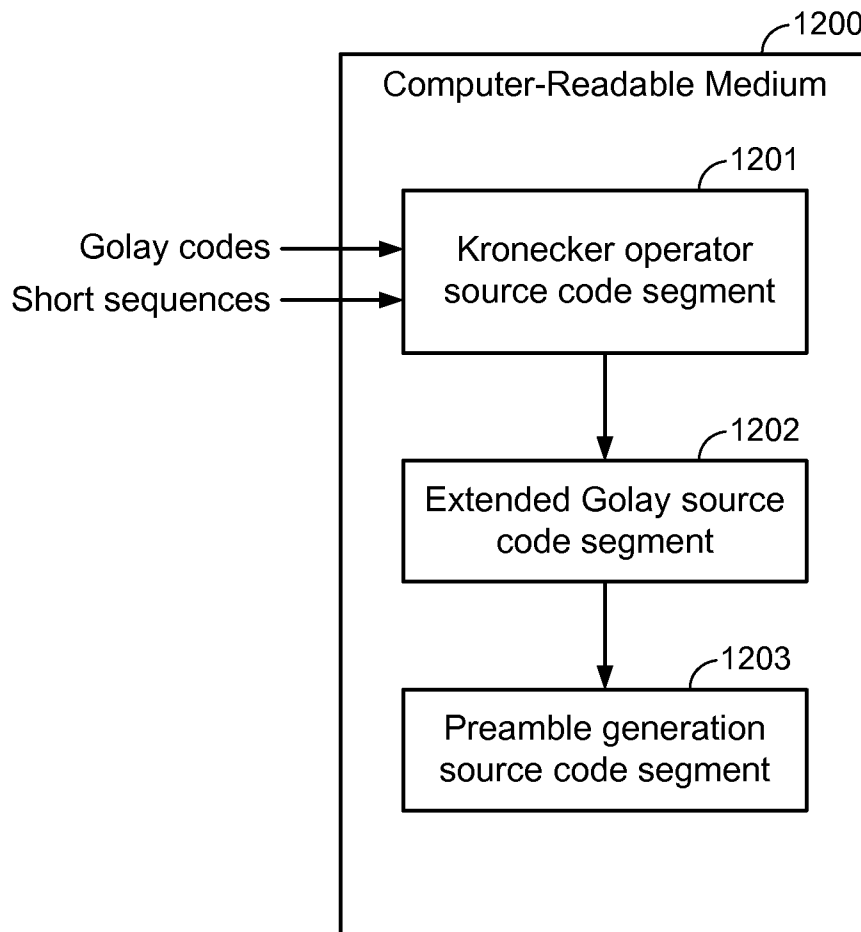 1200
Computer-Readable Medium
1201
Golay codes
Short sequences
Kronecker operator
source code segment
1202
Extended Golay source
code segment
1203
Preamble generation
source code segment